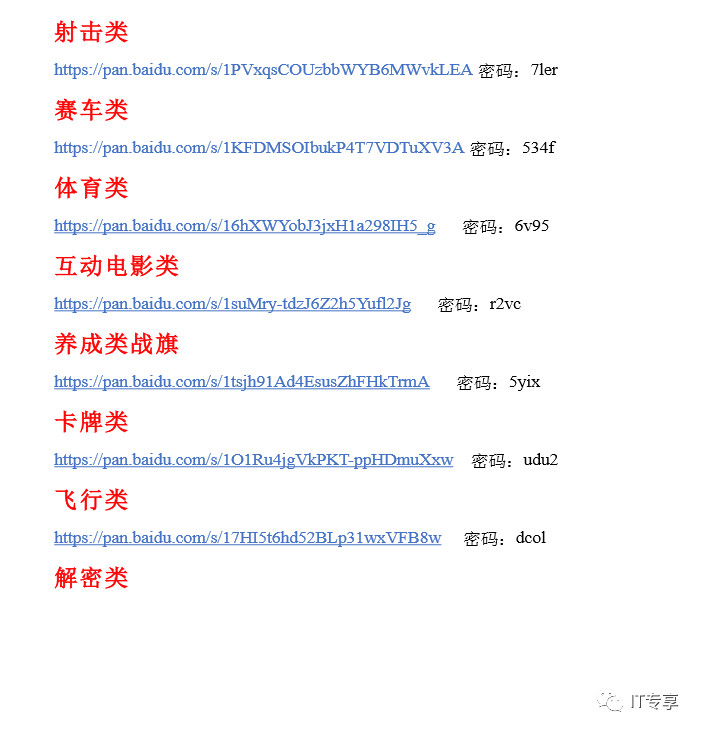 射击类
https://pan.baidu.com/s/1PVxqsCOUzbbWYB6MWvkLEA 密码：7ler
赛车类
https://pan.baidu.com/s/1KFDMSOIbukP4T7VDTuXV3A 密码：534f
体育类
https://pan.baidu.com/s/16hXWYobJ3jxH1a298IH5_g 密码：6v95
互动电影类
https://pan.baidu.com/s/1suMry-tdzJ6Z2h5Yufl2Jg 密码：r2vc
养成类战旗
https://pan.baidu.com/s/1tsjh91Ad4EsusZhFHkTrmA 密码：5yix
卡牌类
https://pan.baidu.com/s/1O1Ru4jgVkPKT-ppHDmuXxw 密码：udu2
飞行类
https://pan.baidu.com/s/17HI5t6hd52BLp31wxVFB8w 密码：dcol
解密类
IT专享